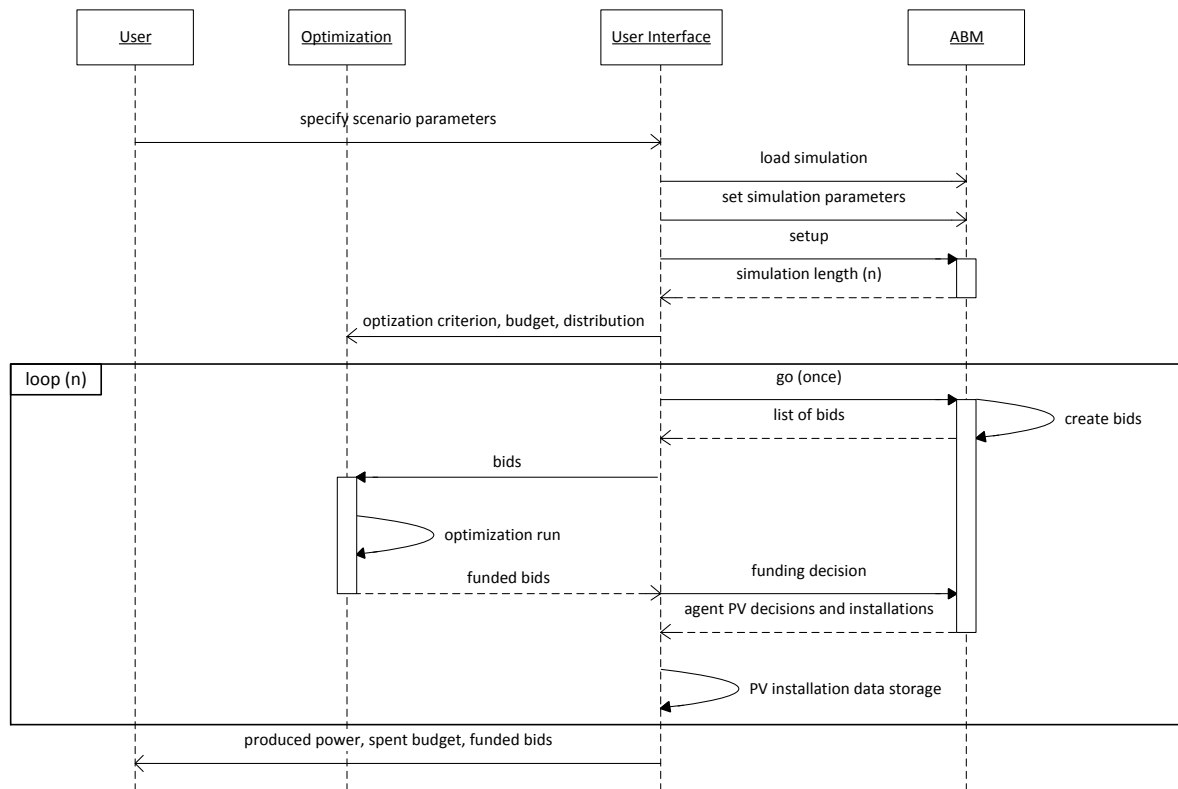 User
Optimization
User Interface
ABM
specify scenario parameters
load simulation
set simulation parameters
setup
simulation length (n)
optization criterion, budget, distribution
loop (n)
go (once)
list of bids
create bids
bids
optimization run
funded bids
funding decision
agent PV decisions and installations
PV installation data storage
produced power, spent budget, funded bids